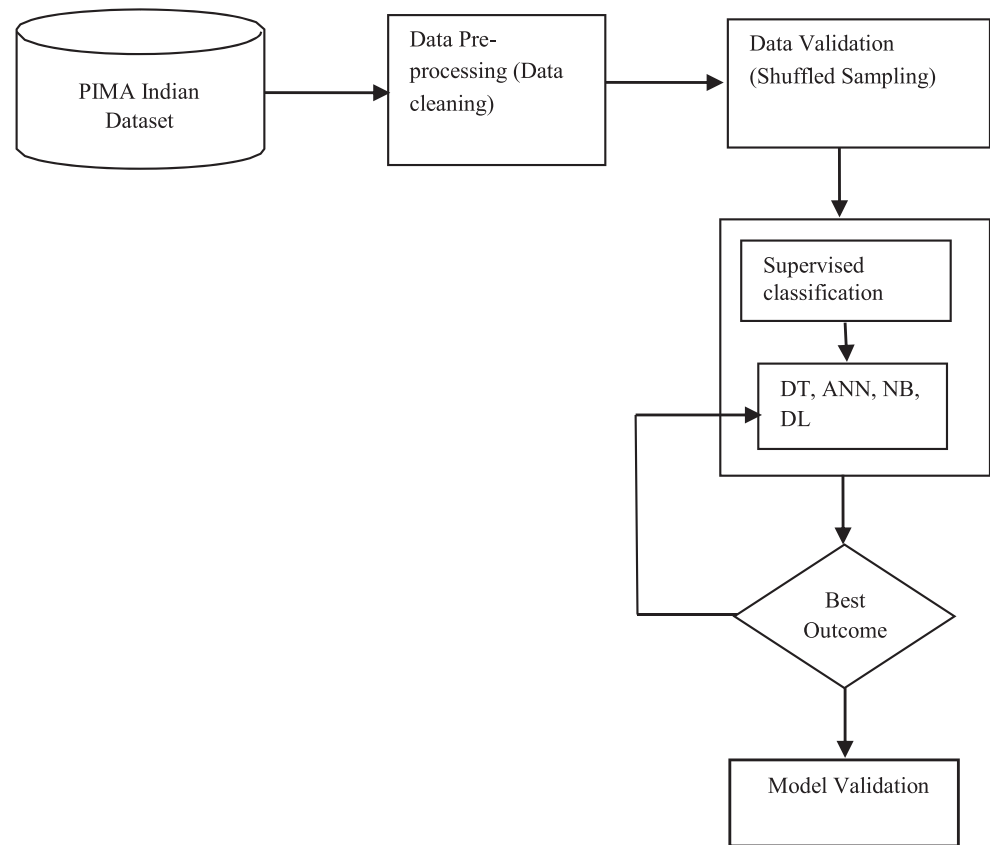 PIMA Indian
Dataset
Data Pre-
processing (Data
cleaning)
Data Validation
(Shuffled Sampling)
Supervised
classification
DT, ANN, NB,
DL
Best
Outcome
Model Validation